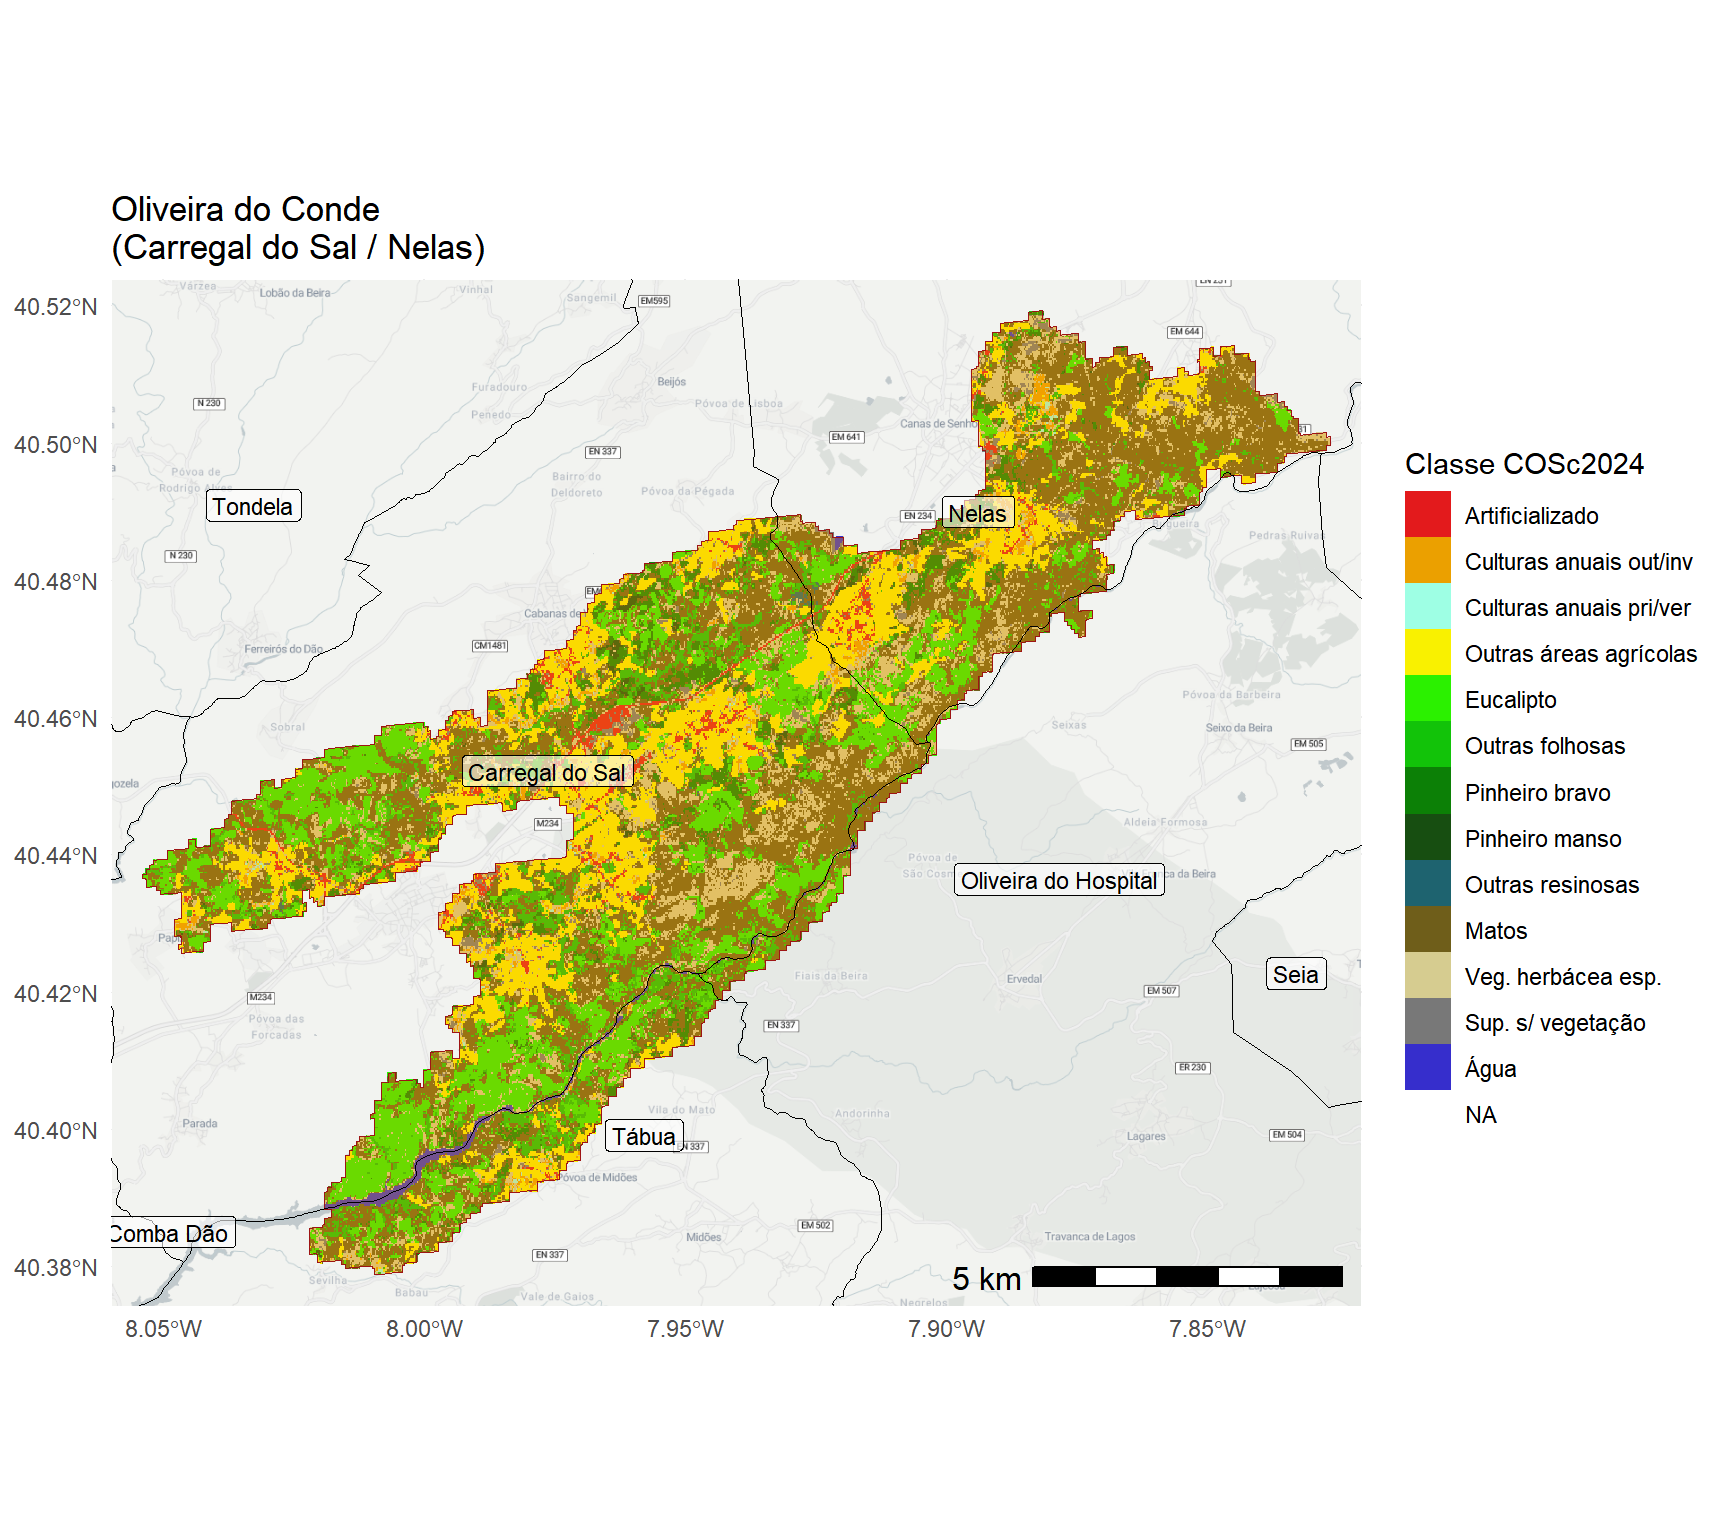 Oliveira do Conde
(Carregal do Sal / Nelas)
40.52°N
40.50°N
40.48°N
40.46°N
40.44°N
40.42°N
40.40°N
40.38°N
8.05°W
8.00°W
7.95°W
7.90°W
7.85°W
Várzea
Lobão da Beira
Vinhal
Sangemil
EM595
EM 644
Furadouro
Penedo
Beijós
Póvoa de Lisboa
N 230
EN 337
EM 641
Canas de Senho
Póvoa de
Rodrigo Alves
Bairro do
Deldoreto
Póvoa da Pégada
Tondela
Nelas
EN 234
N 230
Pedras Ruivas
Cabanas de
CM1481
Ferreirós do Dão
Sobral
Póvoa da Barbeira
Seixas
Seixo da Beira
EM 505
Carregal do Sal
M234
Aldeia Formosa
Póvoa de
São Cosm
Oliveira do Hospital
ca da Beira
Seia
Fiais da Beira
Ervedal
EM 507
M234
Póvoa das
Forcadas
EN 337
ER 230
Parada
Vila do Mato
Andorinha
Tábua
N 337
Lagares
EM 504
Póvoa de Midões
Comba Dão
EM 502
Midões
Travanca de Lagos
EN 337
Sevilha
Babau
Vale de Gaios
5 km
Classe COSc2024
Artificializado
Culturas anuais out/inv
Culturas anuais pri/ver
Outras áreas agrícolas
Eucalipto
Outras folhosas
Pinheiro bravo
Pinheiro manso
Outras resinosas
Matos
Veg. herbácea esp.
Sup. s/ vegetação
Água
NA